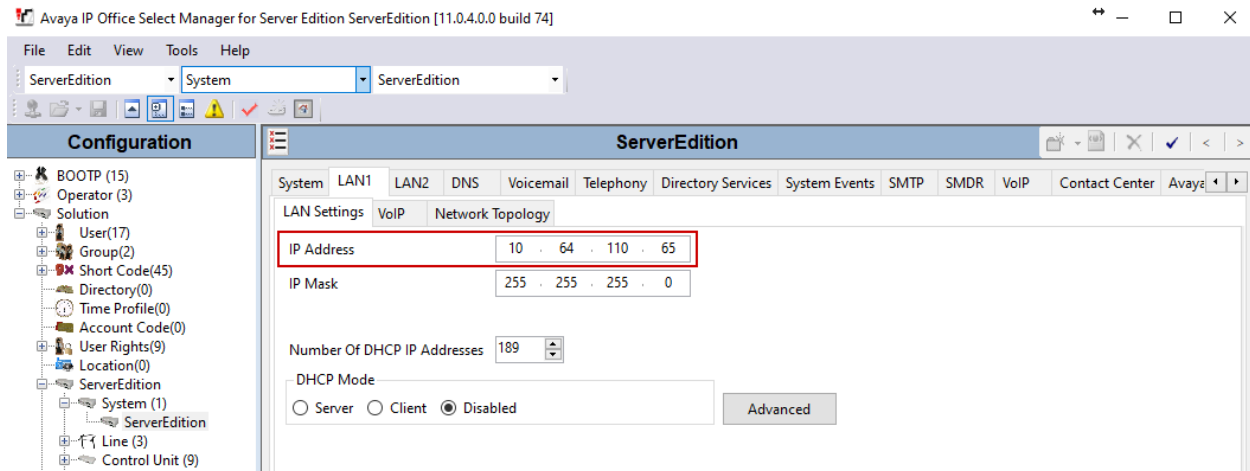 Avaya IP Office Select Manager for Server Edition ServerEdition [11.0.4.0.0 build 74]
File Edit View Tools Help
ServerEdition System ServerEdition
Configuration
BOOTP (15)
Operator (3)
Solution
User(17)
Group(2)
Short Code(45)
Directory(0)
Time Profile(0)
Account Code(0)
User Rights(9)
Location(0)
ServerEdition
System (1)
ServerEdition
Line (3)
Control Unit (9)
ServerEdition
System LAN1 LAN2 DNS Voicemail Telephony Directory Services System Events SMTP SMDR VoIP Contact Center Avaya
LAN Settings VoIP Network Topology
IP Address 10 . 64 . 110 . 65
IP Mask 255 . 255 . 255 . 0
Number Of DHCP IP Addresses 189
DHCP Mode
Server Client Disabled Advanced